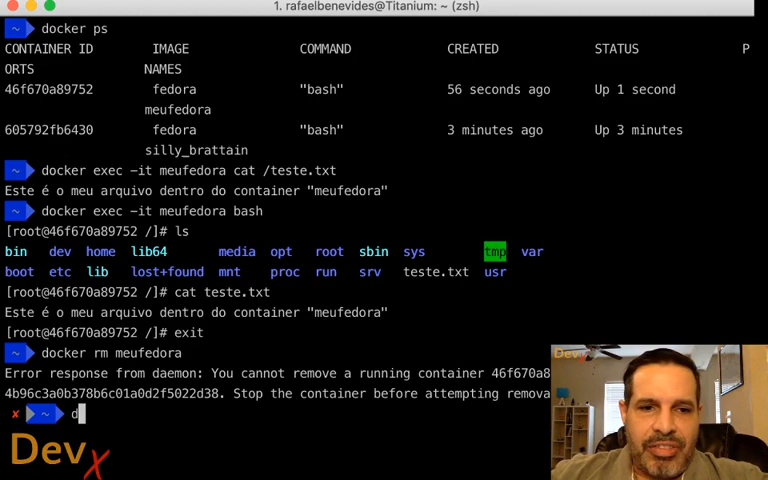 1. rafaelbenevides@Titanium: ~ (zsh)
~ docker ps
CONTAINER ID IMAGE COMMAND CREATED STATUS P
ORTS NAMES
46f670a89752 fedora "bash" 56 seconds ago Up 1 second
meufedora
605792fb6430 fedora "bash" 3 minutes ago Up 3 minutes
silly_brattain
~ docker exec -it meufedora cat /teste.txt
Este é o meu arquivo dentro do container "meufedora"
~ docker exec -it meufedora bash
[root@46f670a89752 /]# ls
bin dev home lib64 media opt root sbin sys tmp var
boot etc lib lost+found mnt proc run srv teste.txt usr
[root@46f670a89752 /]# cat teste.txt
Este é o meu arquivo dentro do container "meufedora"
[root@46f670a89752 /]# exit
~ docker rm meufedora
Error response from daemon: You cannot remove a running container 46f670a8
4b96c3a0b378b6c01a0d2f5022d38. Stop the container before attempting remova
✘ ~ d
Devx
Devx